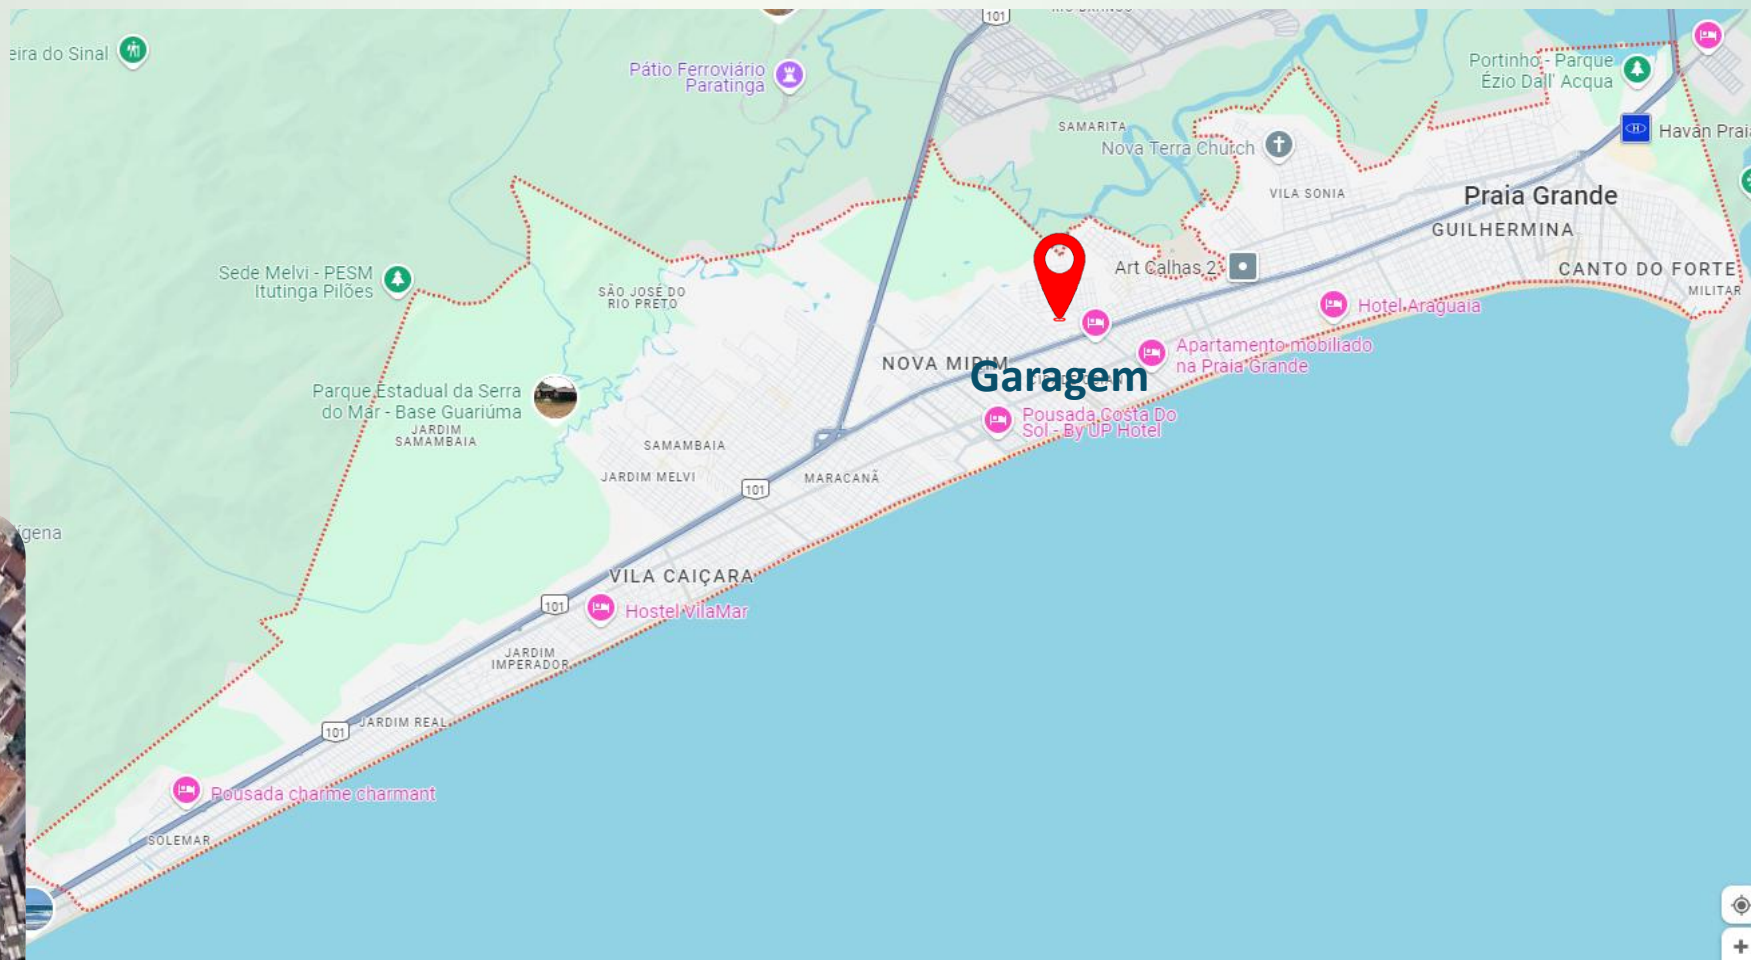 101
eira do Sinal
Pátio Ferroviário
Paratinga
Portinho - Parque
Ézio Dall' Acqua
SAMARITA
Nova Terra Church
Haván Praia
VILA SONIA
Praia Grande
GUILHERMINA
Sede Melvi - PESM
Itutinga Pilões
SÃO JOSÉ DO
RIO PRETO
Art Calhas 2
CANTO DO FORTE
MILITAR
Hotel Araguaia
NOVA MIRIM
Garagem
Apartamento mobiliado
na Praia Grande
Parque Estadual da Serra
do Mar - Base Guariúma
JARDIM
SAMAMBAIA
Pousada Costa Do
Sol - By UP Hotel
SAMAMBAIA
JARDIM MELVI
MARACANÃ
101
ígena
VILA CAIÇARA
101
Hostel VilaMar
JARDIM
IMPERADOR
JARDIM REAL
101
Pousada charme charmant
SOLEMAR